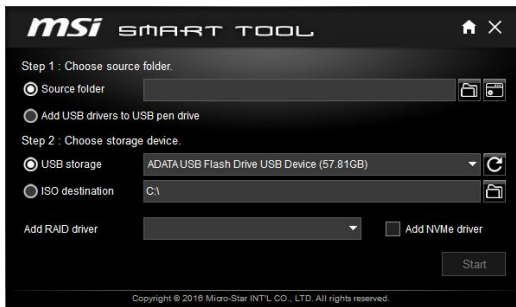 msi SMART TOOL
Step 1 : Choose source folder.
Source folder
Add USB drivers to USB pen drive
Step 2 : Choose storage device.
USB storage ADATA USB Flash Drive USB Device (57.81GB)
ISO destination C:\
Add RAID driver Add NVMe driver
Start
Copyright © 2016 Micro-Star INT'L CO., LTD. All rights reserved.